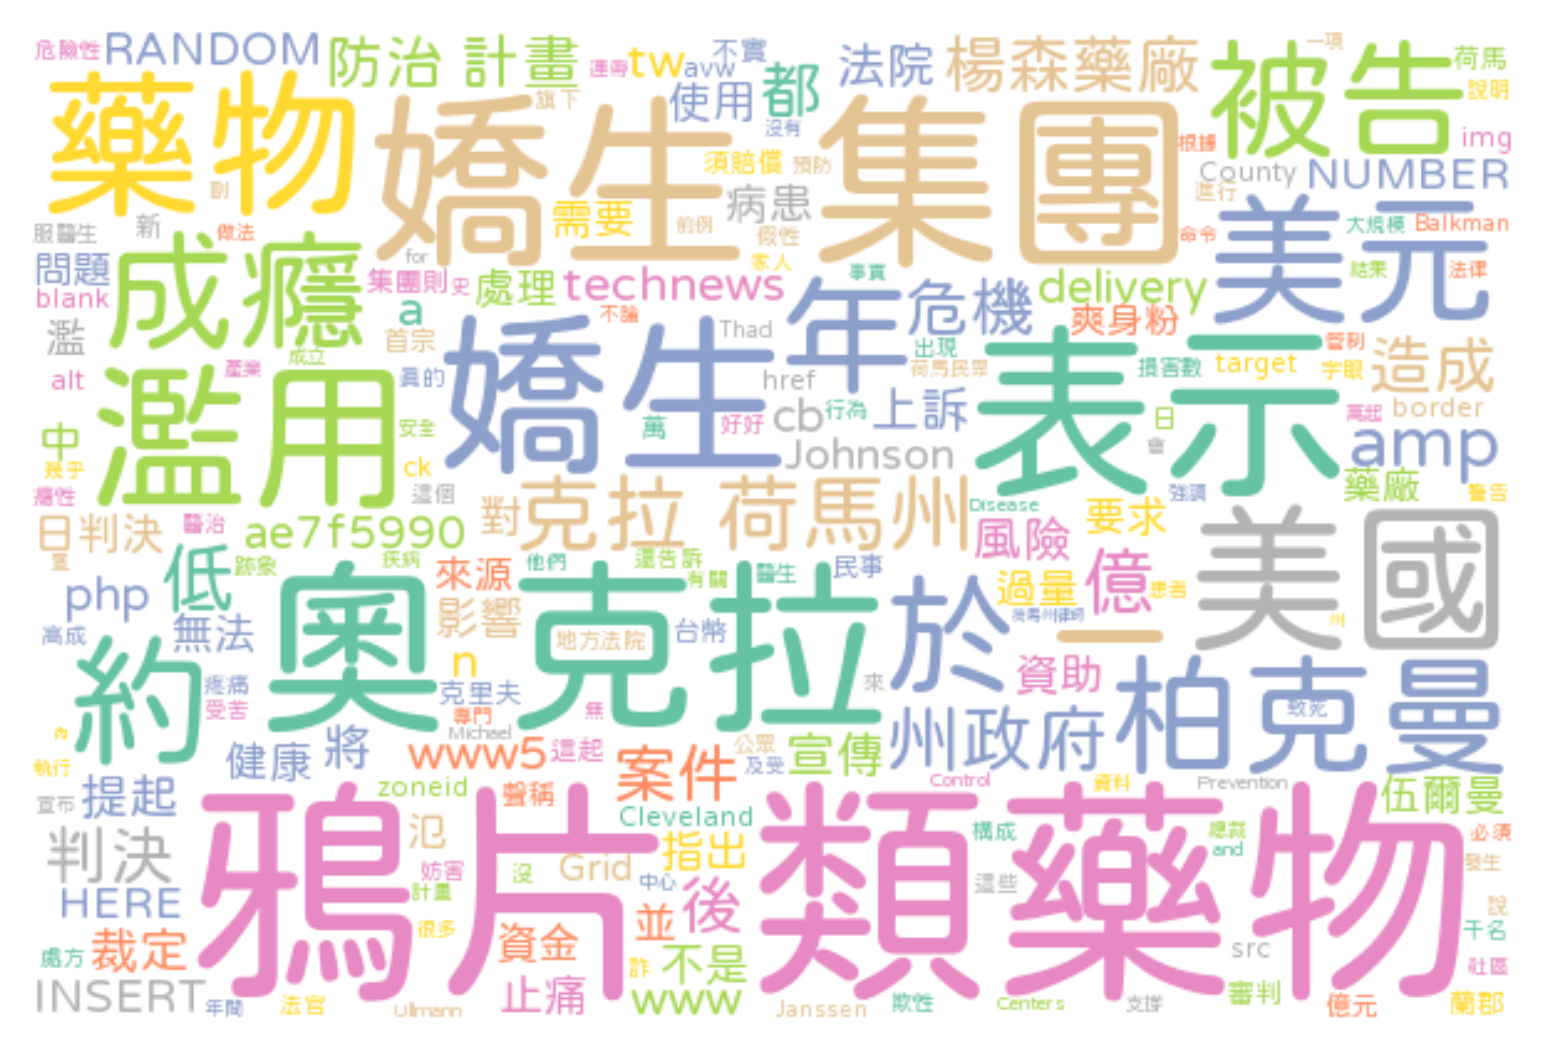 危險性 RANDOM 防治 計畫 連帶 tw avw 不實 法院 楊森藥廠 一項 荷馬
藥物 旗下 使用 都 被告 說明
嬌生 集團 沒有 根據 img
須賠償 預防 County NUMBER
副 病患 進行
服醫生 新 做法 需要 前例 假性 命令 美元 大規模 Balkman
問題 成癮 for 家人 事實 結果 法律
blank 集團則 史 處理 technews 年 危機 delivery
濫 a 首宗 不論 Thad 爽身粉
成立 嬌生 出現 表示 管制 造成
alt 產業 真的 href 荷馬民眾 損害數 target 字眼
濫用 萬 好好 cb 行為 上訴 日 萬起 border
中 安全 Johnson 會 amp
幾乎 ck 藥廠
癮性 這個 對 克拉 荷馬州 Disease 強調 警告
日判決 醫治 ae7f5990 風險 要求 美國
低 跡象 疾病 來源 他們 還告訴 有關 醫生 民事 過量 億 患者
php 奧克拉 影響 地方法院 台幣 於 一 州
高成 無法
約 疼痛 n 來 資助 柏克曼
受苦 克里夫 專門 無 致死
內 將 Michael 州政府
執行 健康 www5 這起 案件 公眾 及受 宣傳
宣布 提起 zoneid 聲稱 Control 資料 Prevention 伍爾曼
鴉片 類藥物 Cleveland 構成 總裁 必須
判決 氾 妨害 Grid 指出 and 發生
HERE 計畫 沒 中心 後 這些 說
很多 並 千名
處方 裁定 資金 詐 不是 src 社區
INSERT 年間 法官 Ullmann 止痛 www Janssen 欺性 Centers 支撐 審判 億元 蘭郡